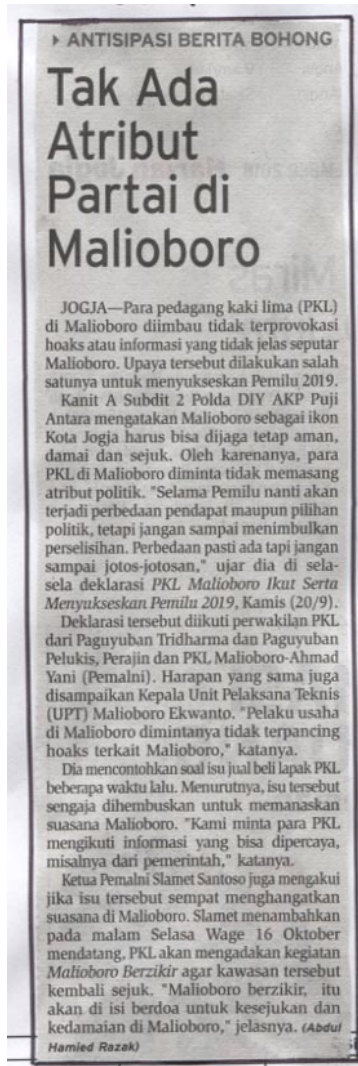 ▸ ANTISIPASI BERITA BOHONG
Tak Ada
Atribut
Partai di
Malioboro
JOGJA—Para pedagang kaki lima (PKL)
di Malioboro diimbau tidak terprovokasi
hoaks atau informasi yang tidak jelas seputar
Malioboro. Upaya tersebut dilakukan salah
satunya untuk menyukseskan Pemilu 2019.
Kanit A Subdit 2 Polda DIY AKP Puji
Antara mengatakan Malioboro sebagai ikon
Kota Jogja harus bisa dijaga tetap aman,
damai dan sejuk. Oleh karenanya, para
PKL di Malioboro diminta tidak memasang
atribut politik. "Selama Pemilu nanti akan
terjadi perbedaan pendapat maupun pilihan
politik, tetapi jangan sampai menimbulkan
perselisihan. Perbedaan pasti ada tapi jangan
sampai jotos-jotosan," ujar dia di sela-
sela deklarasi PKL Malioboro Ikut Serta
Menyukseskan Pemilu 2019, Kamis (20/9).
Deklarasi tersebut diikuti perwakilan PKL
dari Paguyuban Tridharma dan Paguyuban
Pelukis, Perajin dan PKL Malioboro-Ahmad
Yani (Pemalni). Harapan yang sama juga
disampaikan Kepala Unit Pelaksana Teknis
(UPT) Malioboro Ekwanto. "Pelaku usaha
di Malioboro dimintanya tidak terpancing
hoaks terkait Malioboro," katanya.
Dia mencontohkan soal isu jual beli lapak PKL
beberapa waktu lalu. Menurutnya, isu tersebut
sengaja dihembuskan untuk memanaskan
suasana Malioboro. "Kami minta para PKL
mengikuti informasi yang bisa dipercaya,
misalnya dari pemerintah," katanya.
Ketua Pemalni Slamet Santoso juga mengakui
jika isu tersebut sempat menghangatkan
suasana di Malioboro. Slamet menambahkan
pada malam Selasa Wage 16 Oktober
mendatang, PKL akan mengadakan kegiatan
Malioboro Berzikir agar kawasan tersebut
kembali sejuk. "Malioboro berzikir, itu
akan di isi berdoa untuk kesejukan dan
kedamaian di Malioboro," jelasnya. (Abdul
Hamied Razak)